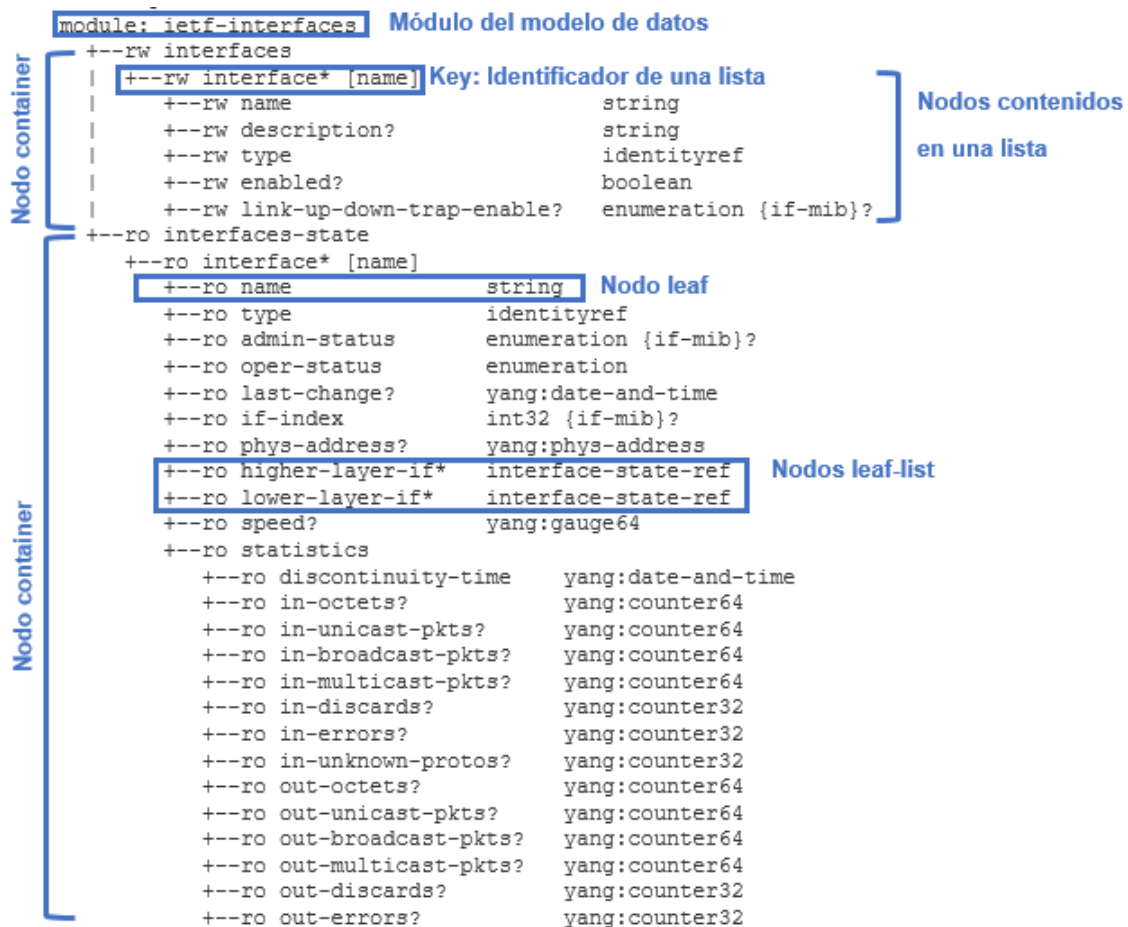 module: ietf-interfaces Módulo del modelo de datos
+--rw interfaces
| +--rw interface* [name] Key: Identificador de una lista
| +--rw name string
| +--rw description? string
| +--rw type identityref
| +--rw enabled? boolean
| +--rw link-up-down-trap-enable? enumeration {if-mib}?
Nodos contenidos
en una lista
Nodo container
+--ro interfaces-state
+--ro interface* [name]
+--ro name string Nodo leaf
+--ro type identityref
+--ro admin-status enumeration {if-mib}?
+--ro oper-status enumeration
+--ro last-change? yang:date-and-time
+--ro if-index int32 {if-mib}?
+--ro phys-address? yang:phys-address
+--ro higher-layer-if* interface-state-ref Nodos leaf-list
+--ro lower-layer-if* interface-state-ref
+--ro speed? yang:gauge64
+--ro statistics
+--ro discontinuity-time yang:date-and-time
+--ro in-octets? yang:counter64
+--ro in-unicast-pkts? yang:counter64
+--ro in-broadcast-pkts? yang:counter64
+--ro in-multicast-pkts? yang:counter64
+--ro in-discards? yang:counter32
+--ro in-errors? yang:counter32
+--ro in-unknown-protos? yang:counter32
+--ro out-octets? yang:counter64
+--ro out-unicast-pkts? yang:counter64
+--ro out-broadcast-pkts? yang:counter64
+--ro out-multicast-pkts? yang:counter64
+--ro out-discards? yang:counter32
+--ro out-errors? yang:counter32
Nodo container